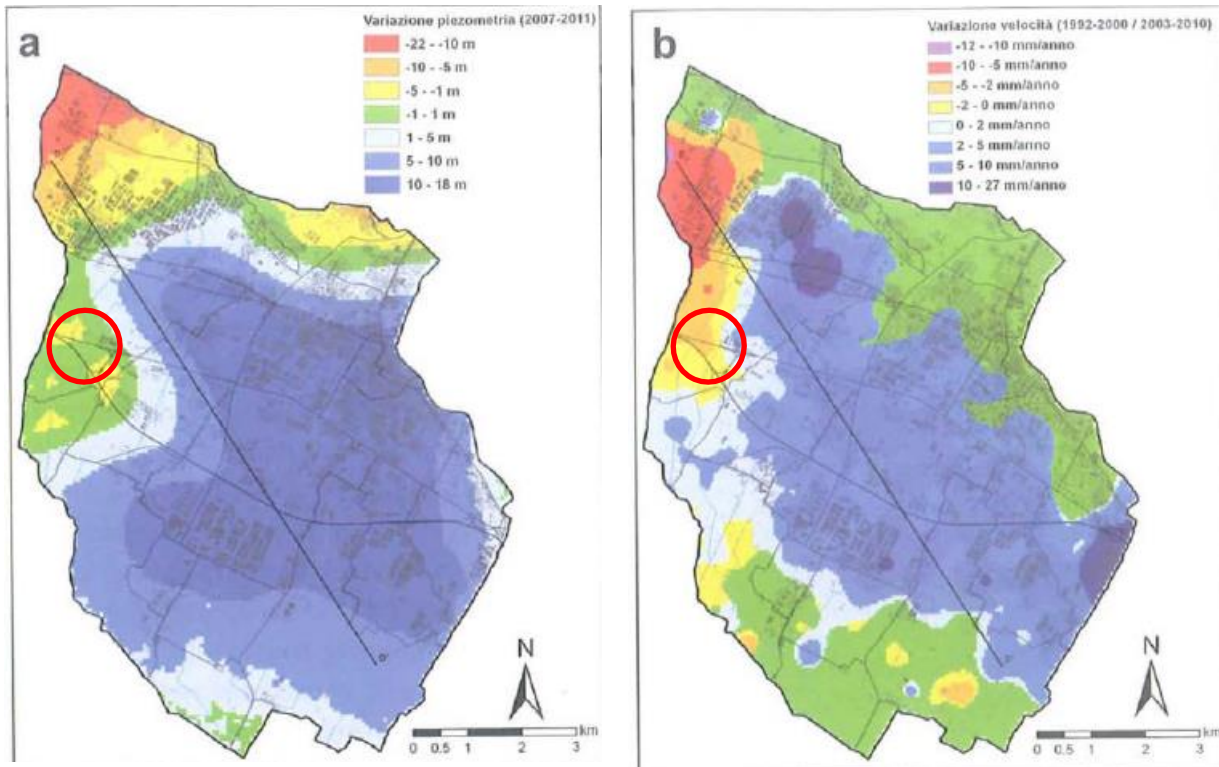 a
Variazione piezometria (2007-2011)
-22 - -10 m
-10 - -5 m
-5 - -1 m
-1 - 1 m
1 - 5 m
5 - 10 m
10 - 18 m
N
km
0 0.5 1 2 3
b
Variazione velocità (1992-2000 / 2003-2010)
-12 - -10 mm/anno
-10 - -5 mm/anno
-5 - -2 mm/anno
-2 - 0 mm/anno
0 - 2 mm/anno
2 - 5 mm/anno
5 - 10 mm/anno
10 - 27 mm/anno
N
km
0 0.5 1 2 3